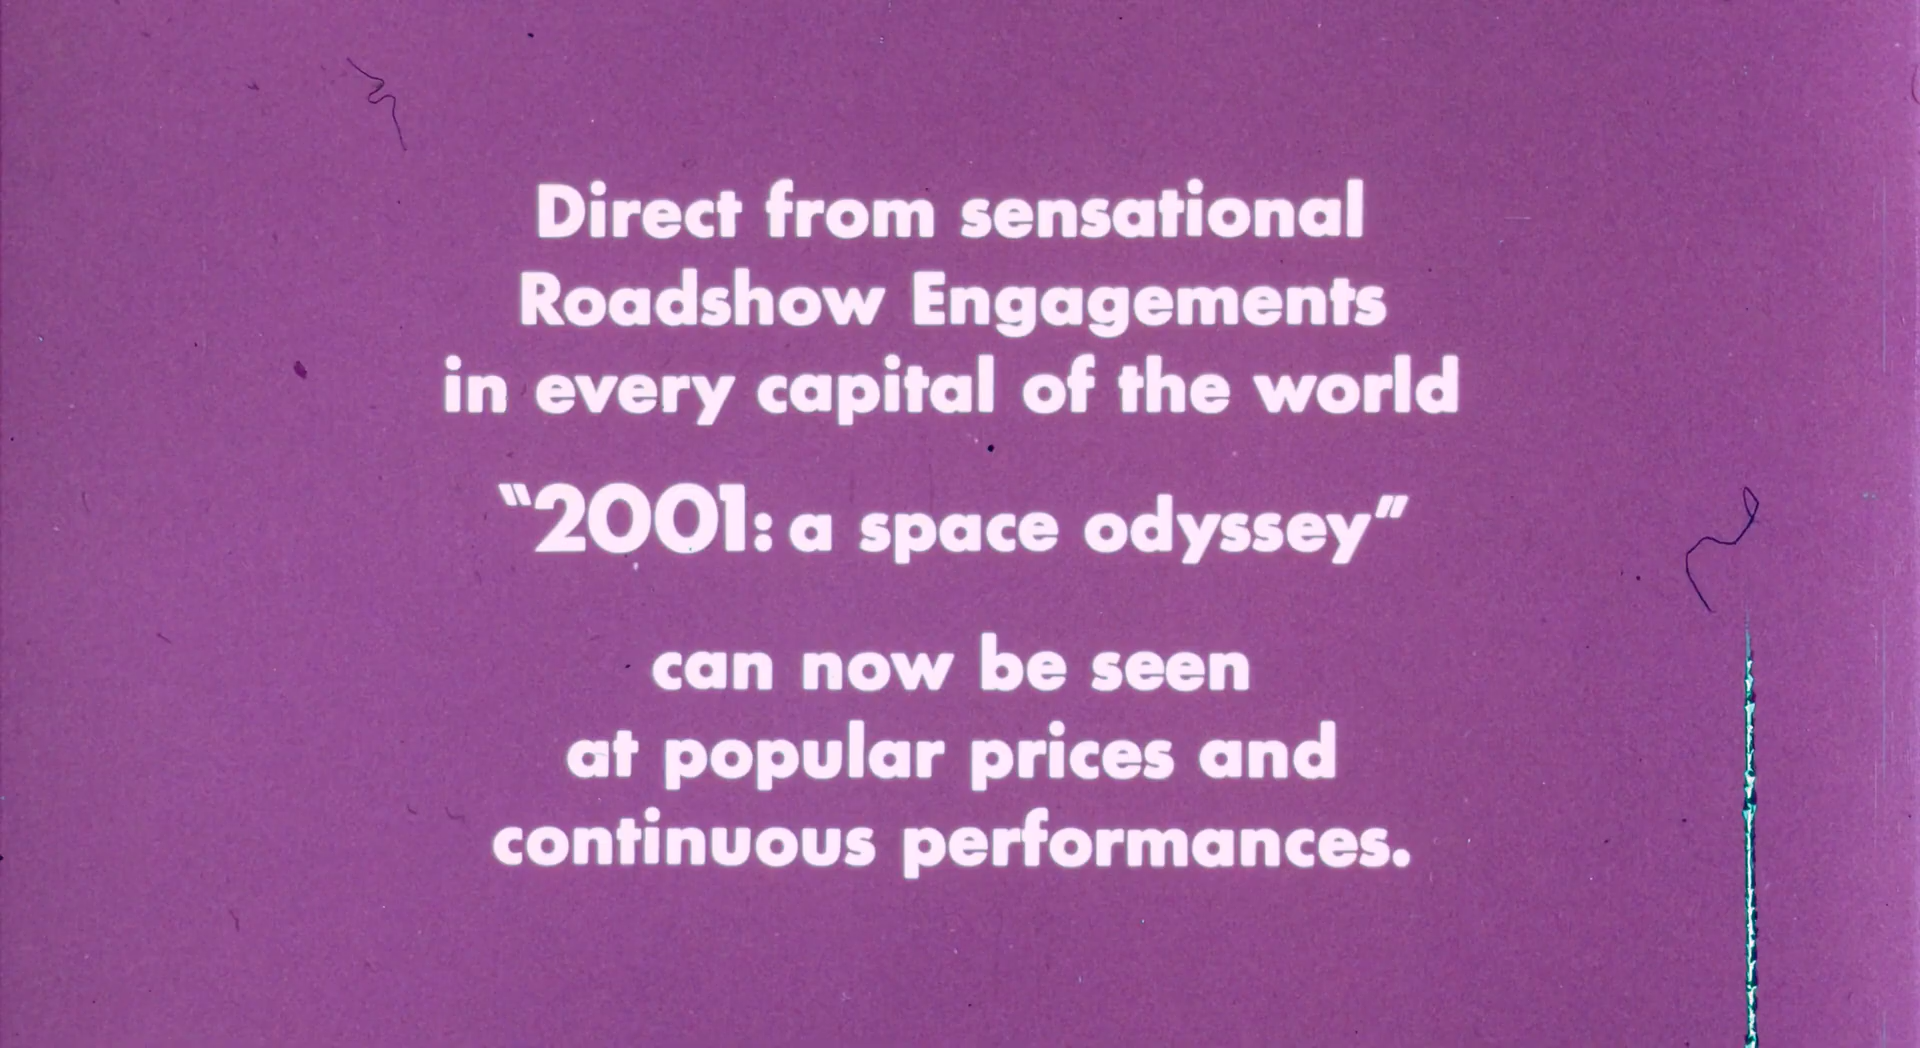 Direct from sensational
Roadshow Engagements
in every capital of the world
"2001: a space odyssey"
can now be seen
at popular prices and
continuous performances.